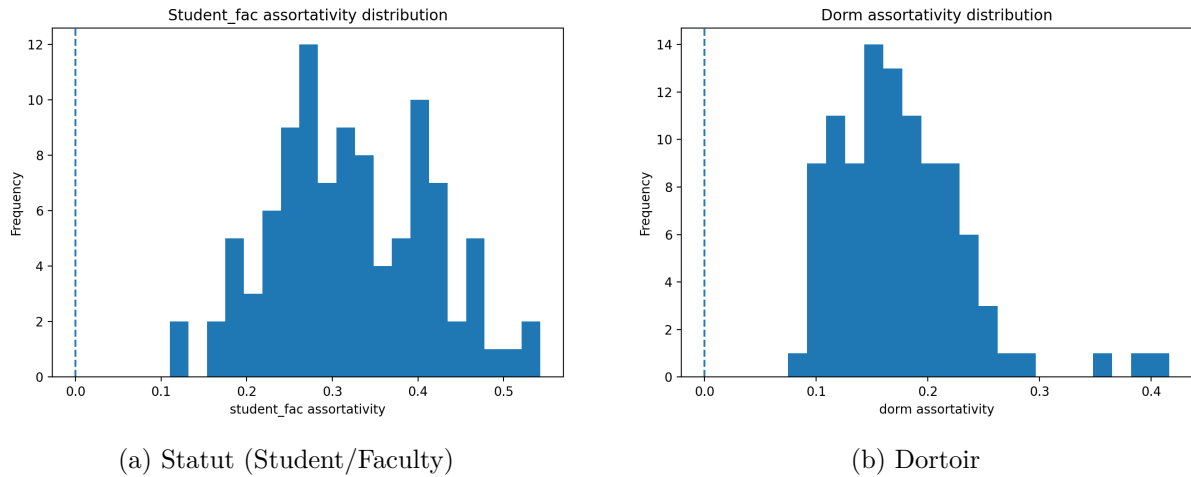 Student_fac assortativity distribution
Frequency
12
10
8
6
4
2
0
0.0 0.1 0.2 0.3 0.4 0.5
student_fac assortativity
(a) Statut (Student/Faculty)
Dorm assortativity distribution
Frequency
14
12
10
8
6
4
2
0
0.0 0.1 0.2 0.3 0.4
dorm assortativity
(b) Dortoir